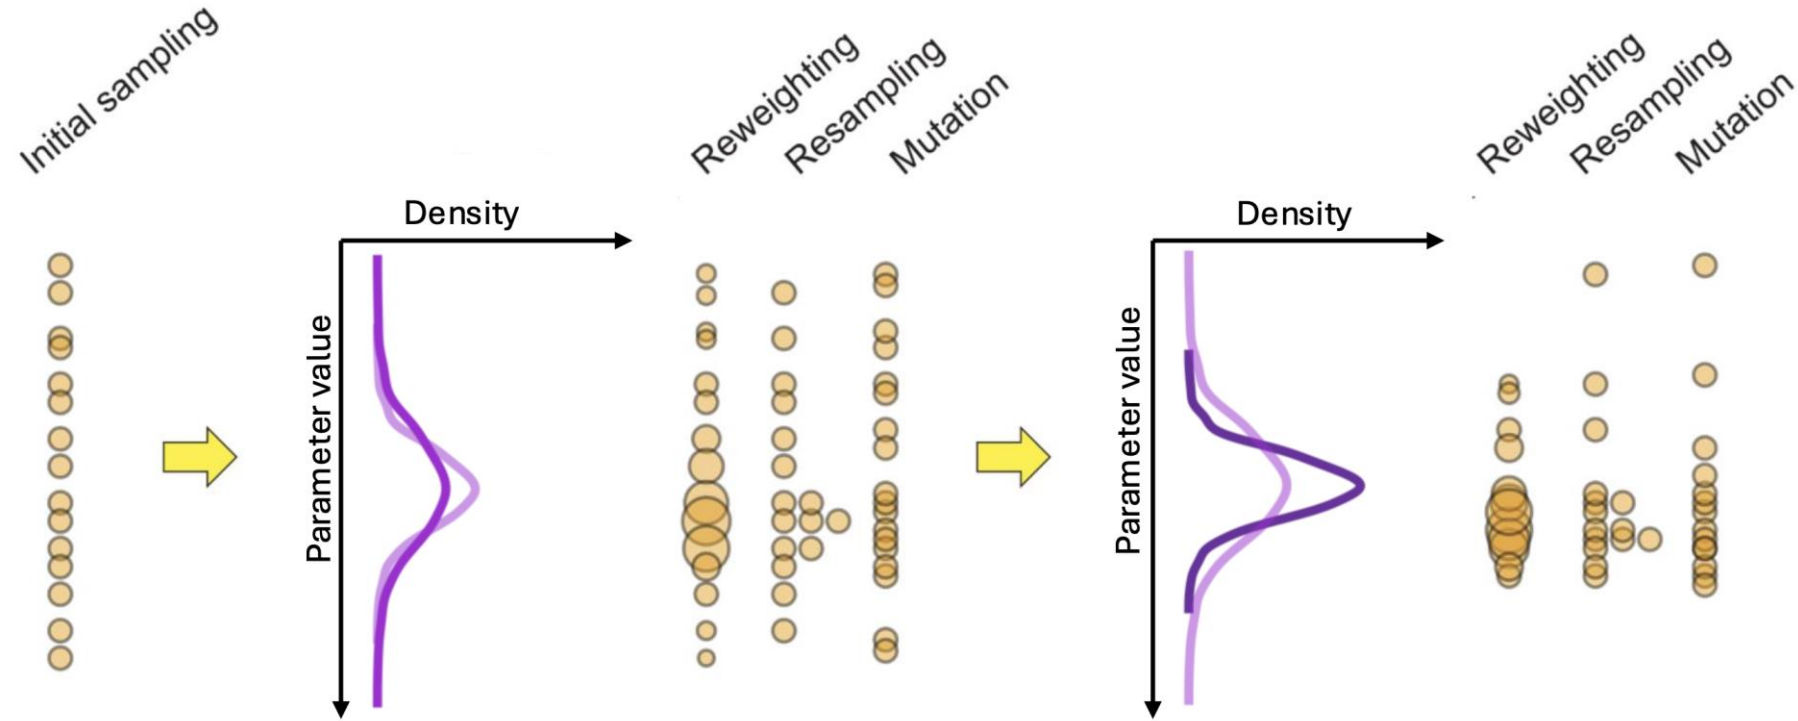 Initial sampling
Density
Parameter value
Reweighting
Resampling
Mutation
Density
Parameter value
Reweighting
Resampling
Mutation